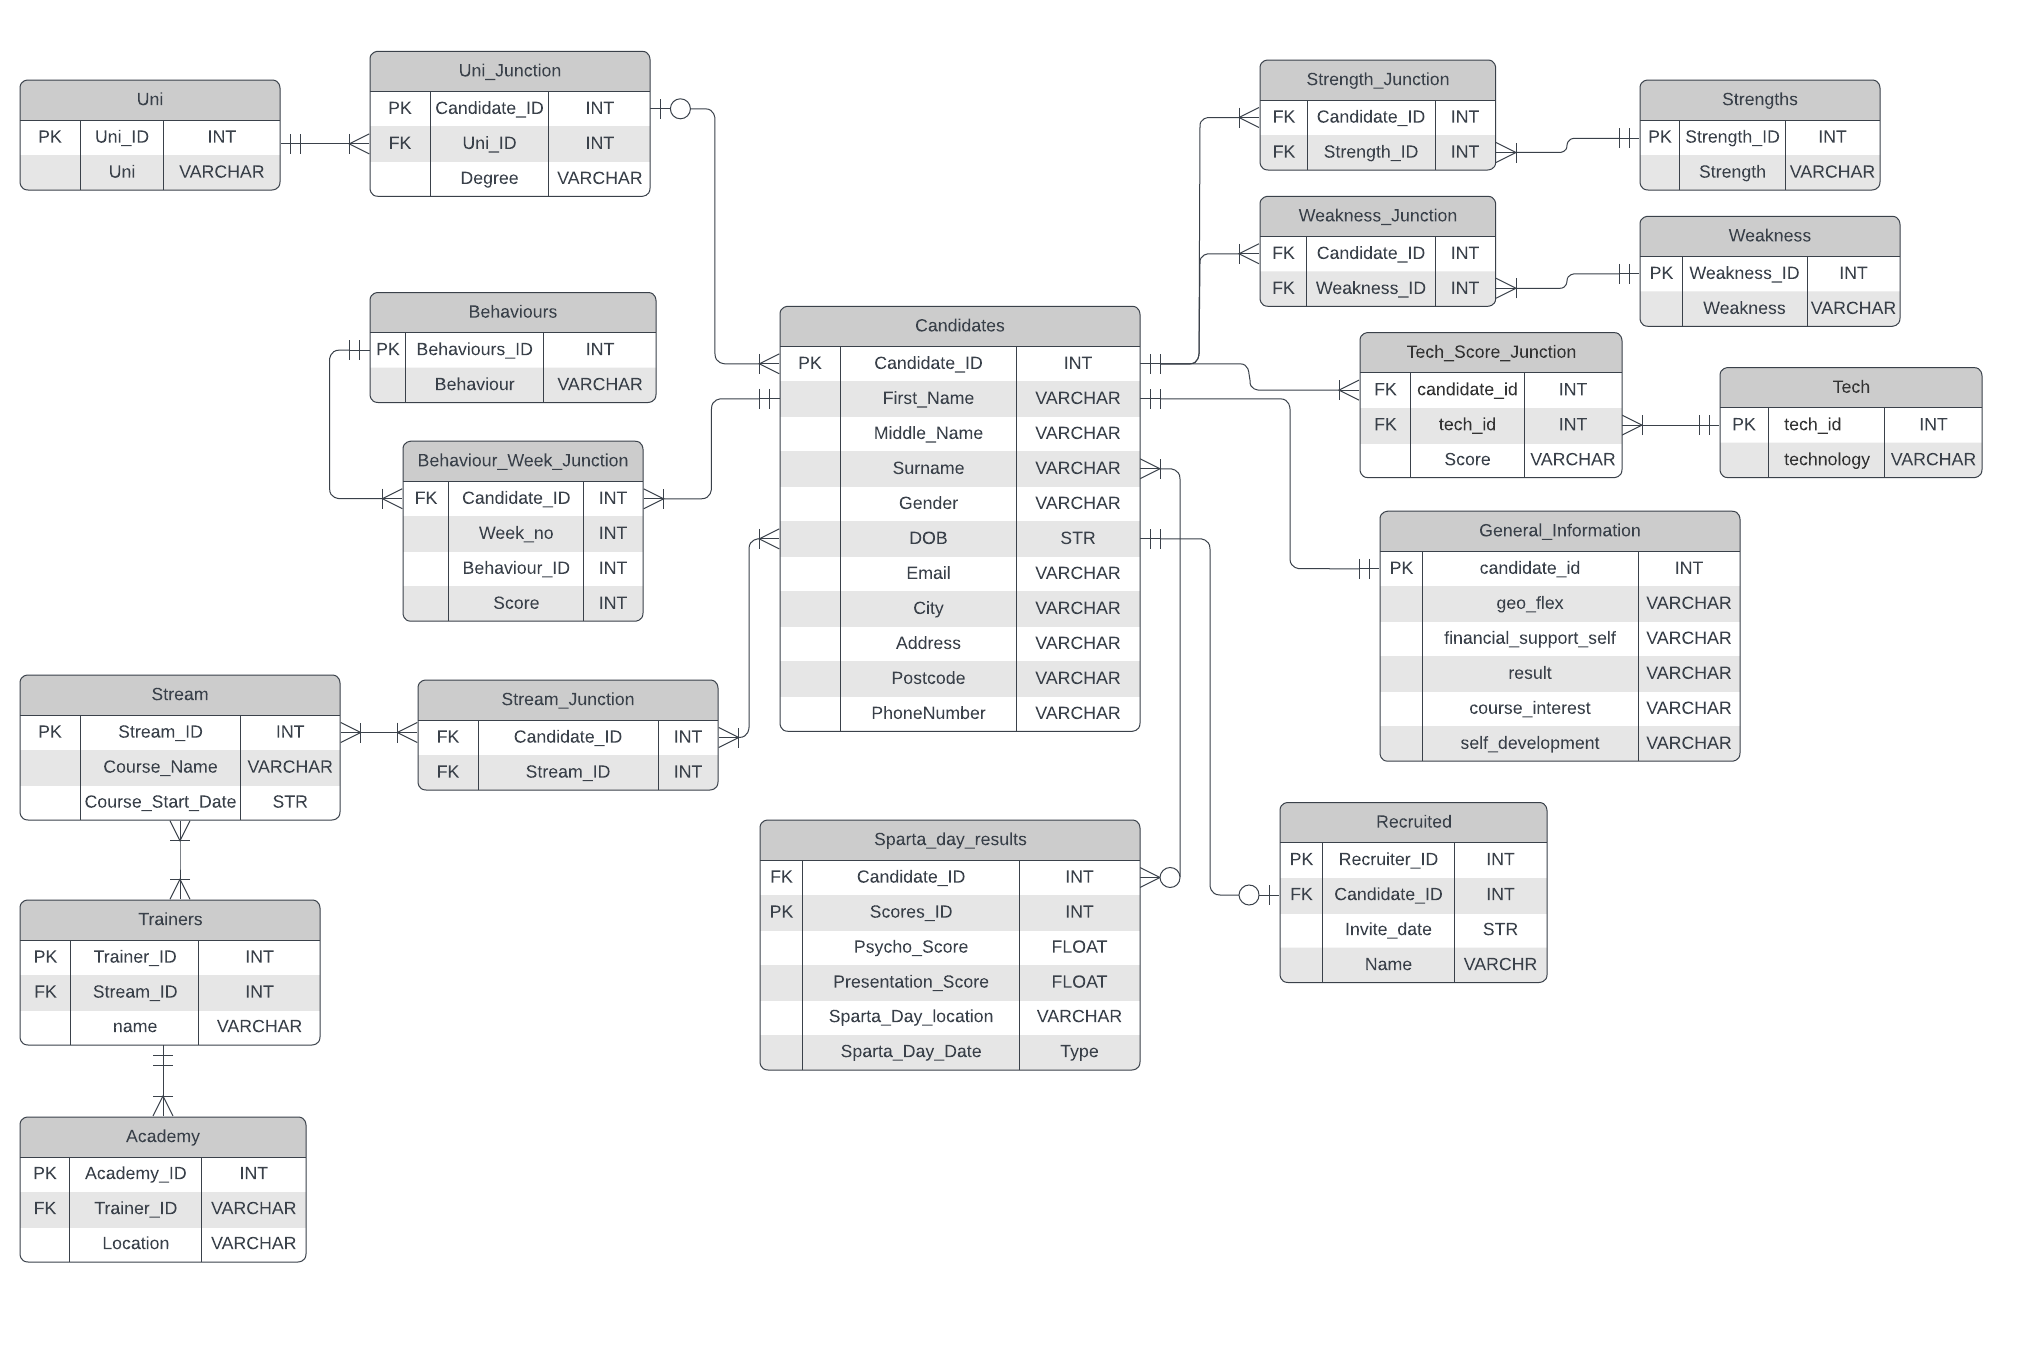 Uni
PK Uni_ID INT
Uni VARCHAR
Uni_Junction
PK Candidate_ID INT
FK Uni_ID INT
Degree VARCHAR
Behaviours
PK Behaviours_ID INT
Behaviour VARCHAR
Behaviour_Week_Junction
FK Candidate_ID INT
Week_no INT
Behaviour_ID INT
Score INT
Stream
PK Stream_ID INT
Course_Name VARCHAR
Course_Start_Date STR
Stream_Junction
FK Candidate_ID INT
FK Stream_ID INT
Trainers
PK Trainer_ID INT
FK Stream_ID INT
name VARCHAR
Academy
PK Academy_ID INT
FK Trainer_ID VARCHAR
Location VARCHAR
Candidates
PK Candidate_ID INT
First_Name VARCHAR
Middle_Name VARCHAR
Surname VARCHAR
Gender VARCHAR
DOB STR
Email VARCHAR
City VARCHAR
Address VARCHAR
Postcode VARCHAR
PhoneNumber VARCHAR
Sparta_day_results
FK Candidate_ID INT
PK Scores_ID INT
Psycho_Score FLOAT
Presentation_Score FLOAT
Sparta_Day_location VARCHAR
Sparta_Day_Date Type
Strength_Junction
FK Candidate_ID INT
FK Strength_ID INT
Strengths
PK Strength_ID INT
Strength VARCHAR
Weakness_Junction
FK Candidate_ID INT
FK Weakness_ID INT
Weakness
PK Weakness_ID INT
Weakness VARCHAR
Tech_Score_Junction
FK candidate_id INT
FK tech_id INT
Score VARCHAR
Tech
PK tech_id INT
technology VARCHAR
General_Information
PK candidate_id INT
geo_flex VARCHAR
financial_support_self VARCHAR
result VARCHAR
course_interest VARCHAR
self_development VARCHAR
Recruited
PK Recruiter_ID INT
FK Candidate_ID INT
Invite_date STR
Name VARCHR